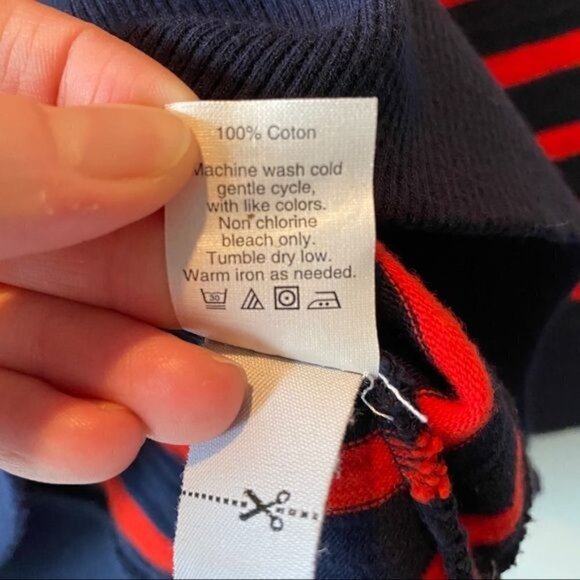 100% Coton
Machine wash cold
gentle cycle,
with like colors.
Non chlorine
bleach only.
Tumble dry low.
Warm iron as needed.
30